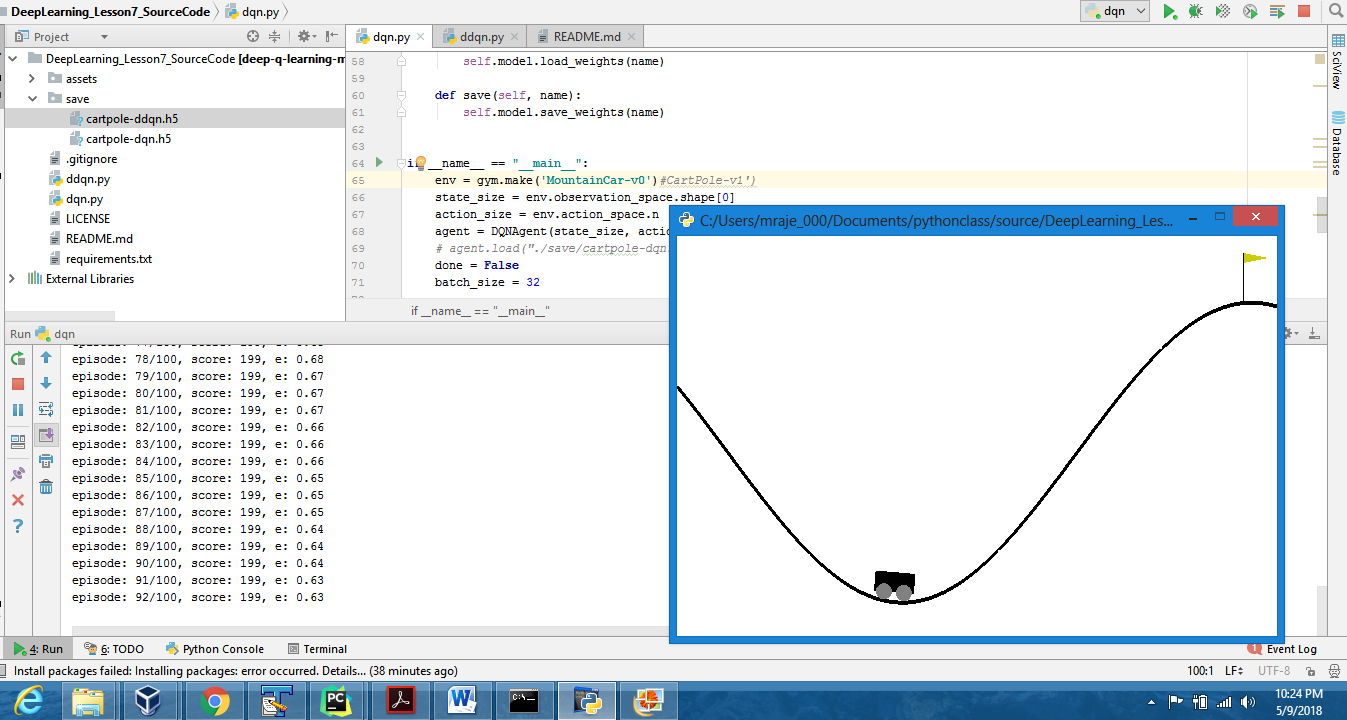 DeepLearning_Lesson7_SourceCode dqn.py
dqn
Project
dqn.py ddqn.py README.md
DeepLearning_Lesson7_SourceCode [deep-q-learning-m
assets
save
cartpole-ddqn.h5
cartpole-dqn.h5
.gitignore
ddqn.py
dqn.py
LICENSE
README.md
requirements.txt
External Libraries
58 self.model.load_weights(name)
59
60 def save(self, name):
61 self.model.save_weights(name)
62
63
64 if __name__ == "__main__":
65 env = gym.make('MountainCar-v0')#CartPole-v1')
66 state_size = env.observation_space.shape[0]
67 action_size = env.action_space.n
68 agent = DQNAgent(state_size, actio
69 # agent.load("./save/cartpole-dqn
70 done = False
71 batch_size = 32
if __name__ == "__main__"
SciView
Database
C:/Users/mraje_000/Documents/pythonclass/source/DeepLearning_Les...
Run dqn
episode: 78/100, score: 199, e: 0.68
episode: 79/100, score: 199, e: 0.67
episode: 80/100, score: 199, e: 0.67
episode: 81/100, score: 199, e: 0.67
episode: 82/100, score: 199, e: 0.66
episode: 83/100, score: 199, e: 0.66
episode: 84/100, score: 199, e: 0.66
episode: 85/100, score: 199, e: 0.65
episode: 86/100, score: 199, e: 0.65
episode: 87/100, score: 199, e: 0.65
episode: 88/100, score: 199, e: 0.64
episode: 89/100, score: 199, e: 0.64
episode: 90/100, score: 199, e: 0.64
episode: 91/100, score: 199, e: 0.63
episode: 92/100, score: 199, e: 0.63
4: Run 6: TODO Python Console Terminal 1 Event Log
Install packages failed: Installing packages: error occurred. Details... (38 minutes ago) 100:1 LF UTF-8
10:24 PM
5/9/2018